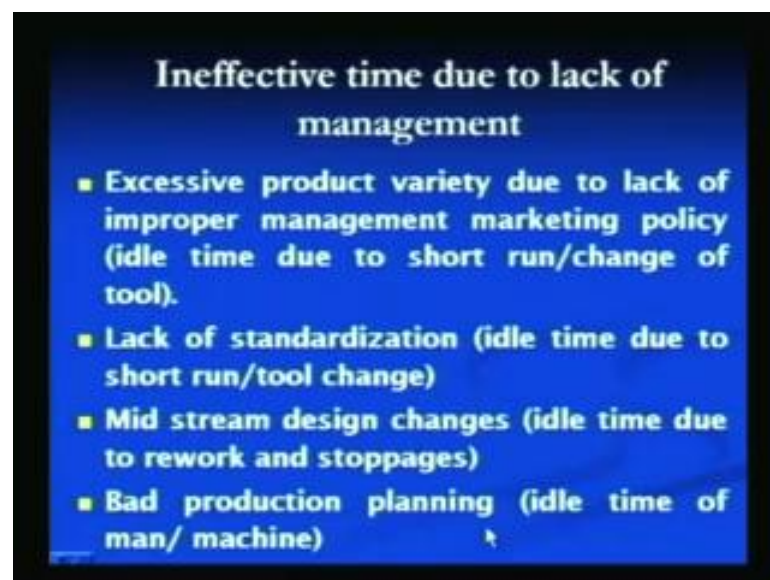 Ineffective time due to lack of
management
Excessive product variety due to lack of
improper management marketing policy
(idle time due to short run/change of
tool).
Lack of standardization (idle time due to
short run/tool change)
Mid stream design changes (idle time due
to rework and stoppages)
Bad production planning (idle time of
man/ machine)